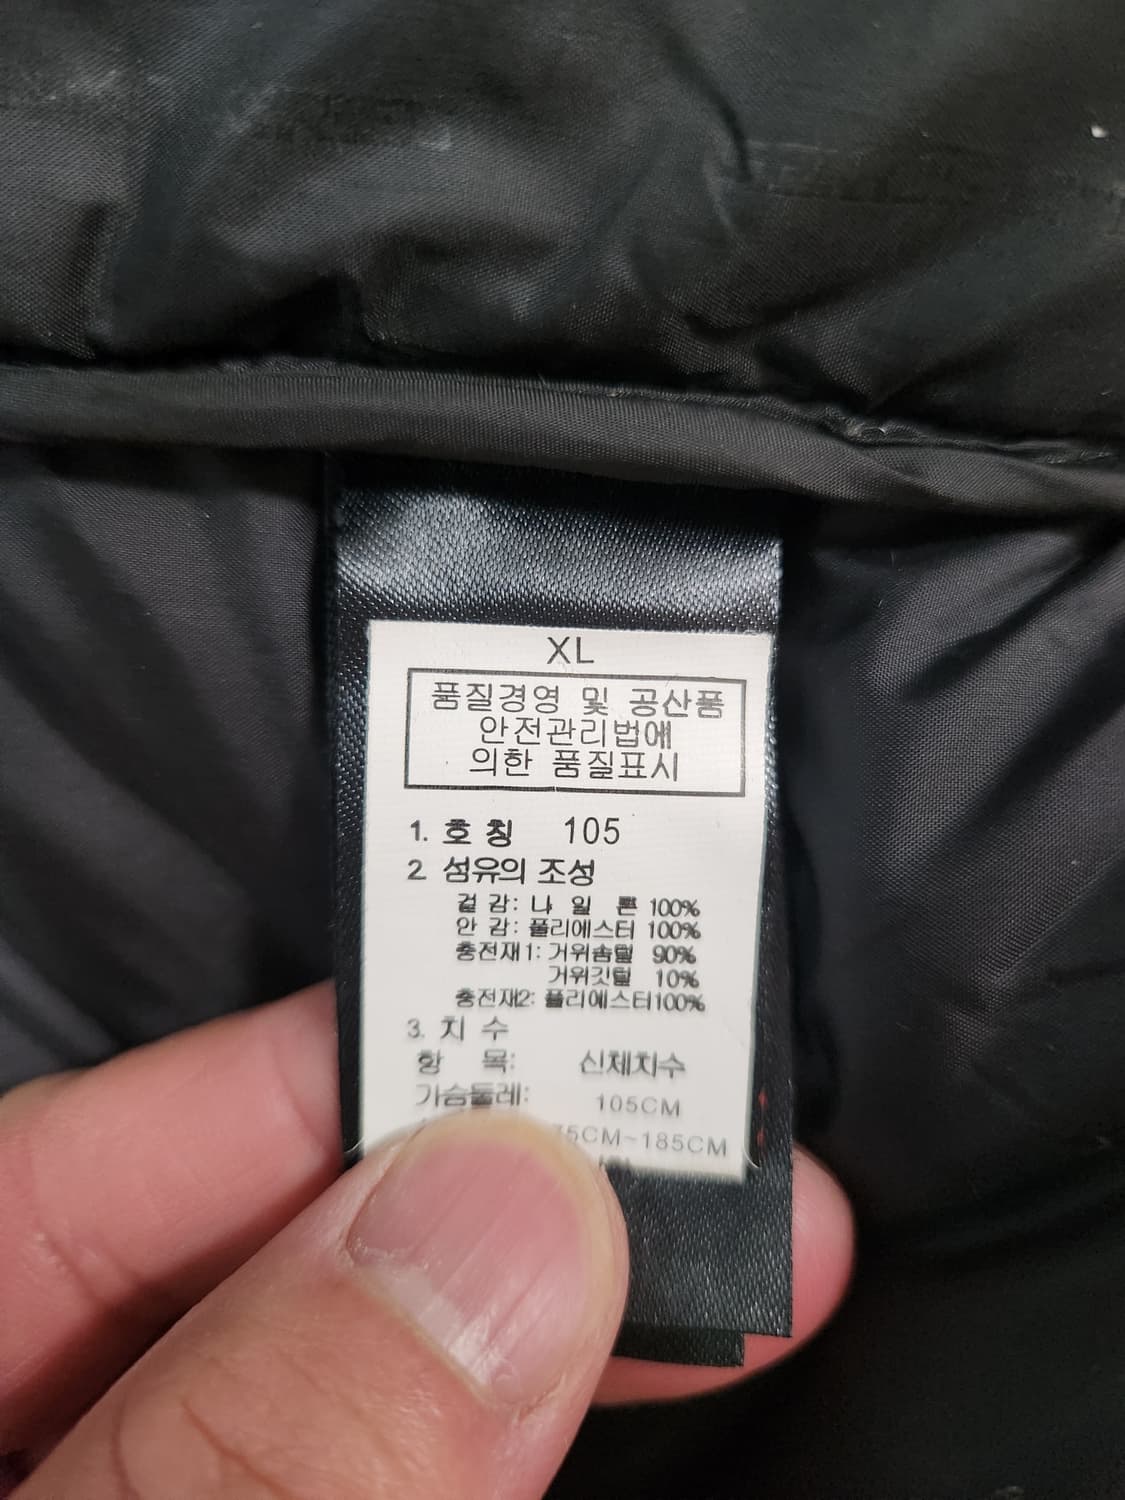 XL
품질경영 및 공산품
안전관리법에
의한 품질표시
1. 호 칭 105
2 섬유의 조성
겉 감: 나 일 론 100%
안 감: 폴리에스터 100%
충전재1: 거위솜털 90%
거위깃털 10%
충전재2: 폴리에스터100%
3. 치 수
항 목: 신체치수
가슴둘레: 105CM
75CM~185CM